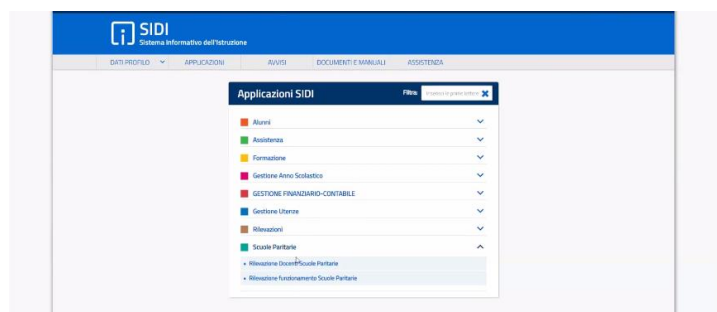 SIDI
Sistema Informativo dell'Istruzione
DATI PROFILO APPLICAZIONI AVVISI DOCUMENTI E MANUALI ASSISTENZA
Applicazioni SIDI Filtra:
Alunni
Assistenza
Formazione
Gestione Anno Scolastico
GESTIONE FINANZIARIO-CONTABILE
Gestione Utenze
Rilevazioni
Scuole Paritarie
Rilevazione Docenti Scuole Paritarie
Rilevazione funzionamento Scuole Paritarie